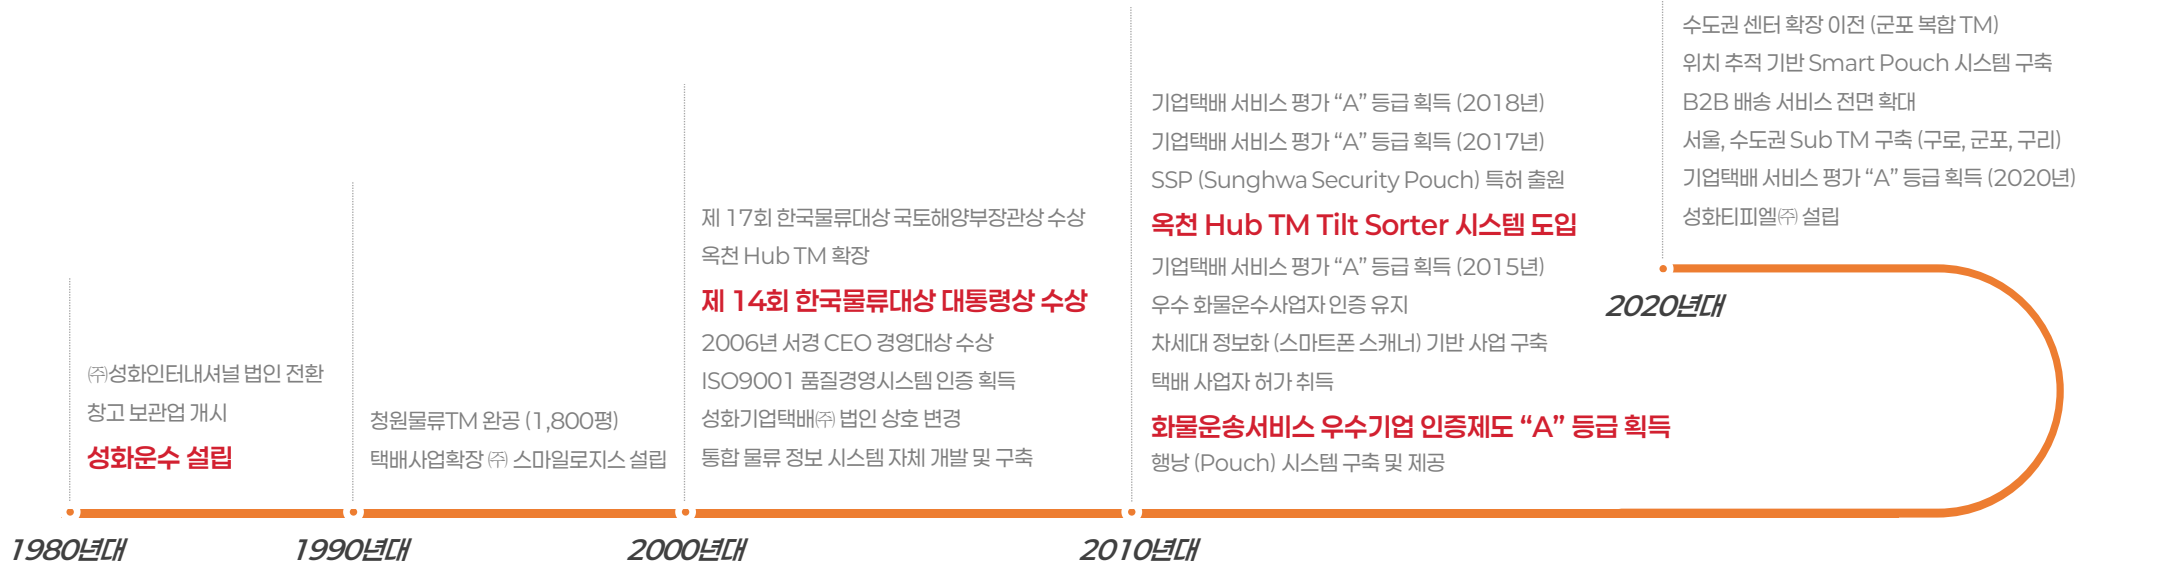 ㈜성화인터내셔널 법인 전환
창고 보관업 개시
성화운수 설립
1980년대
청원물류TM 완공 (1,800평)
택배사업확장 ㈜ 스마일로지스 설립
1990년대
제 17회 한국물류대상 국토해양부장관상 수상
옥천 Hub TM 확장
제 14회 한국물류대상 대통령상 수상
2006년 서경 CEO 경영대상 수상
ISO9001 품질경영시스템 인증 획득
성화기업택배㈜ 법인 상호 변경
통합 물류 정보 시스템 자체 개발 및 구축
2000년대
기업택배 서비스 평가 “A” 등급 획득 (2018년)
기업택배 서비스 평가 “A” 등급 획득 (2017년)
SSP (Sunghwa Security Pouch) 특허 출원
옥천 Hub TM Tilt Sorter 시스템 도입
기업택배 서비스 평가 “A” 등급 획득 (2015년)
우수 화물운수사업자 인증 유지
차세대 정보화 (스마트폰 스캐너) 기반 사업 구축
택배 사업자 허가 취득
화물운송서비스 우수기업 인증제도 “A” 등급 획득
행낭 (Pouch) 시스템 구축 및 제공
2010년대
수도권 센터 확장 이전 (군포 복합 TM)
위치 추적 기반 Smart Pouch 시스템 구축
B2B 배송 서비스 전면 확대
서울, 수도권 Sub TM 구축 (구로, 군포, 구리)
기업택배 서비스 평가 “A” 등급 획득 (2020년)
성화티피엘㈜ 설립
2020년대